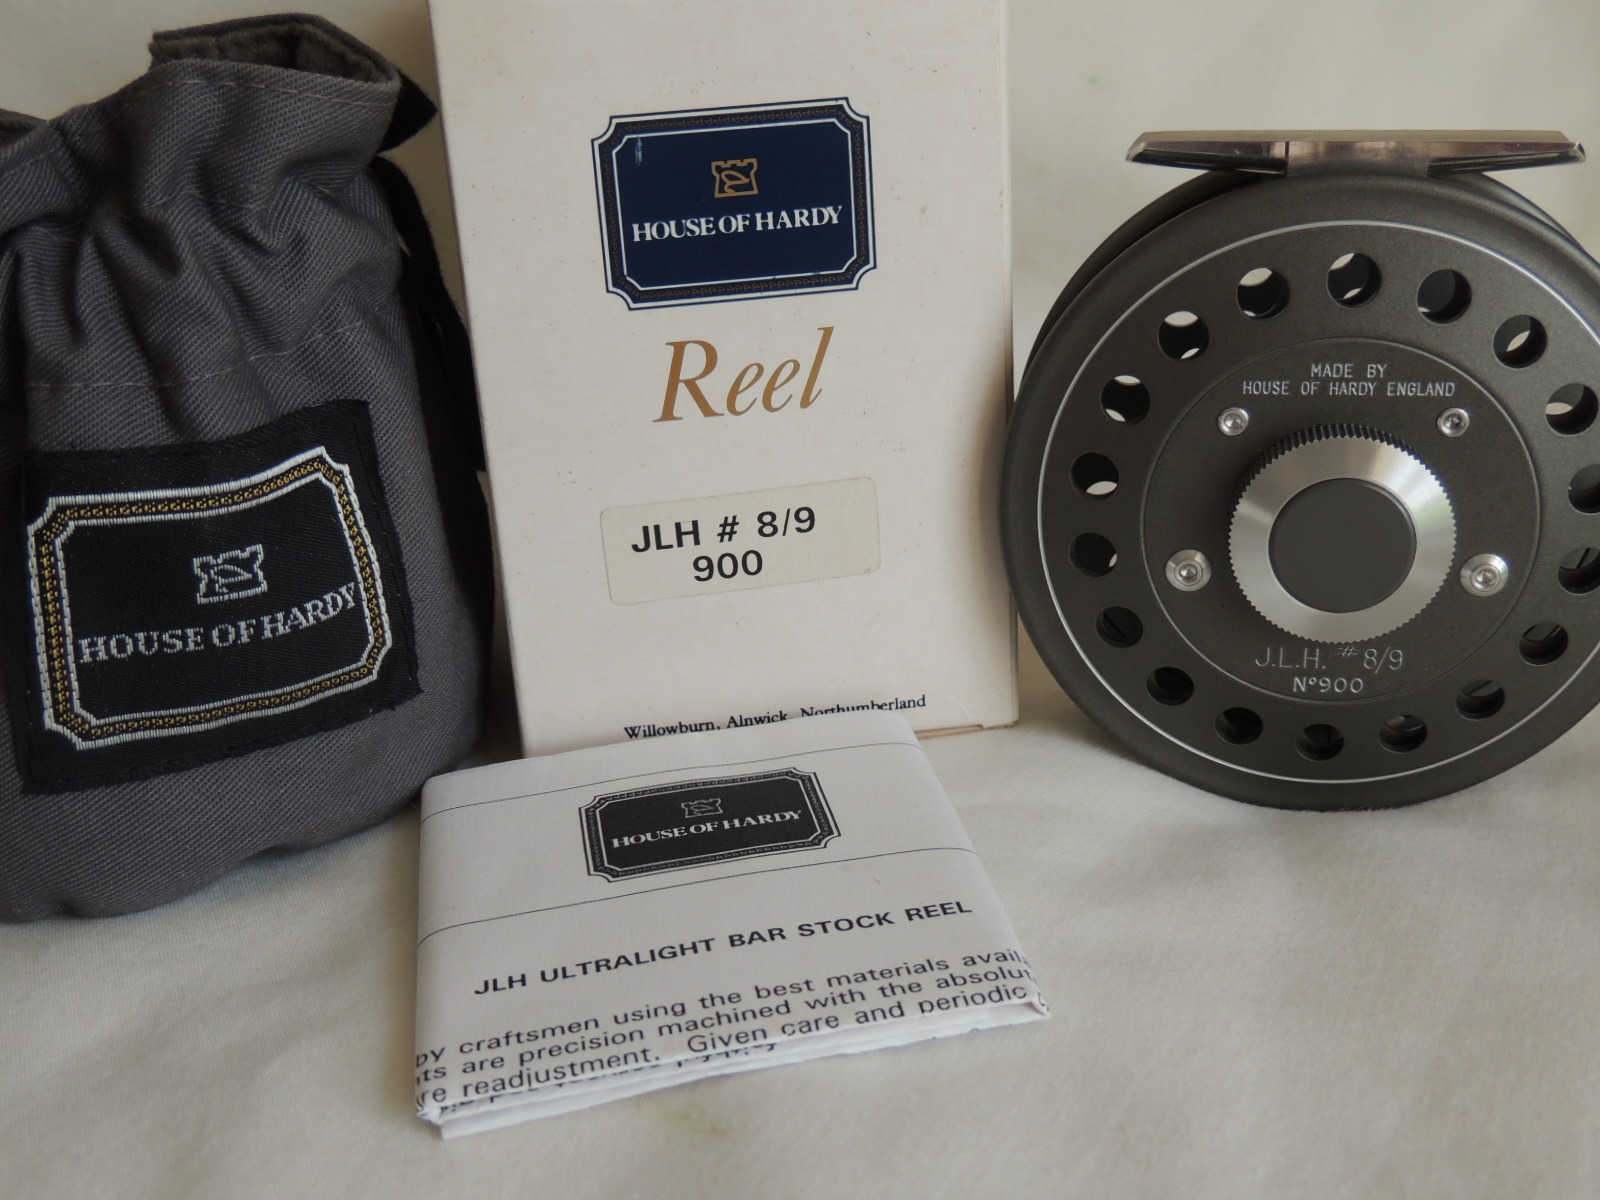 HOUSE OF HARDY
HOUSE OF HARDY
Reel
JLH # 8/9
900
Willowburn, Alnwick, Northumberland
MADE BY
HOUSE OF HARDY ENGLAND
J.L.H. # 8/9
Nº900
HOUSE OF HARDY
JLH ULTRALIGHT BAR STOCK REEL
by craftsmen using the best materials
are precision machined with the
readjustment. Given care and periodic